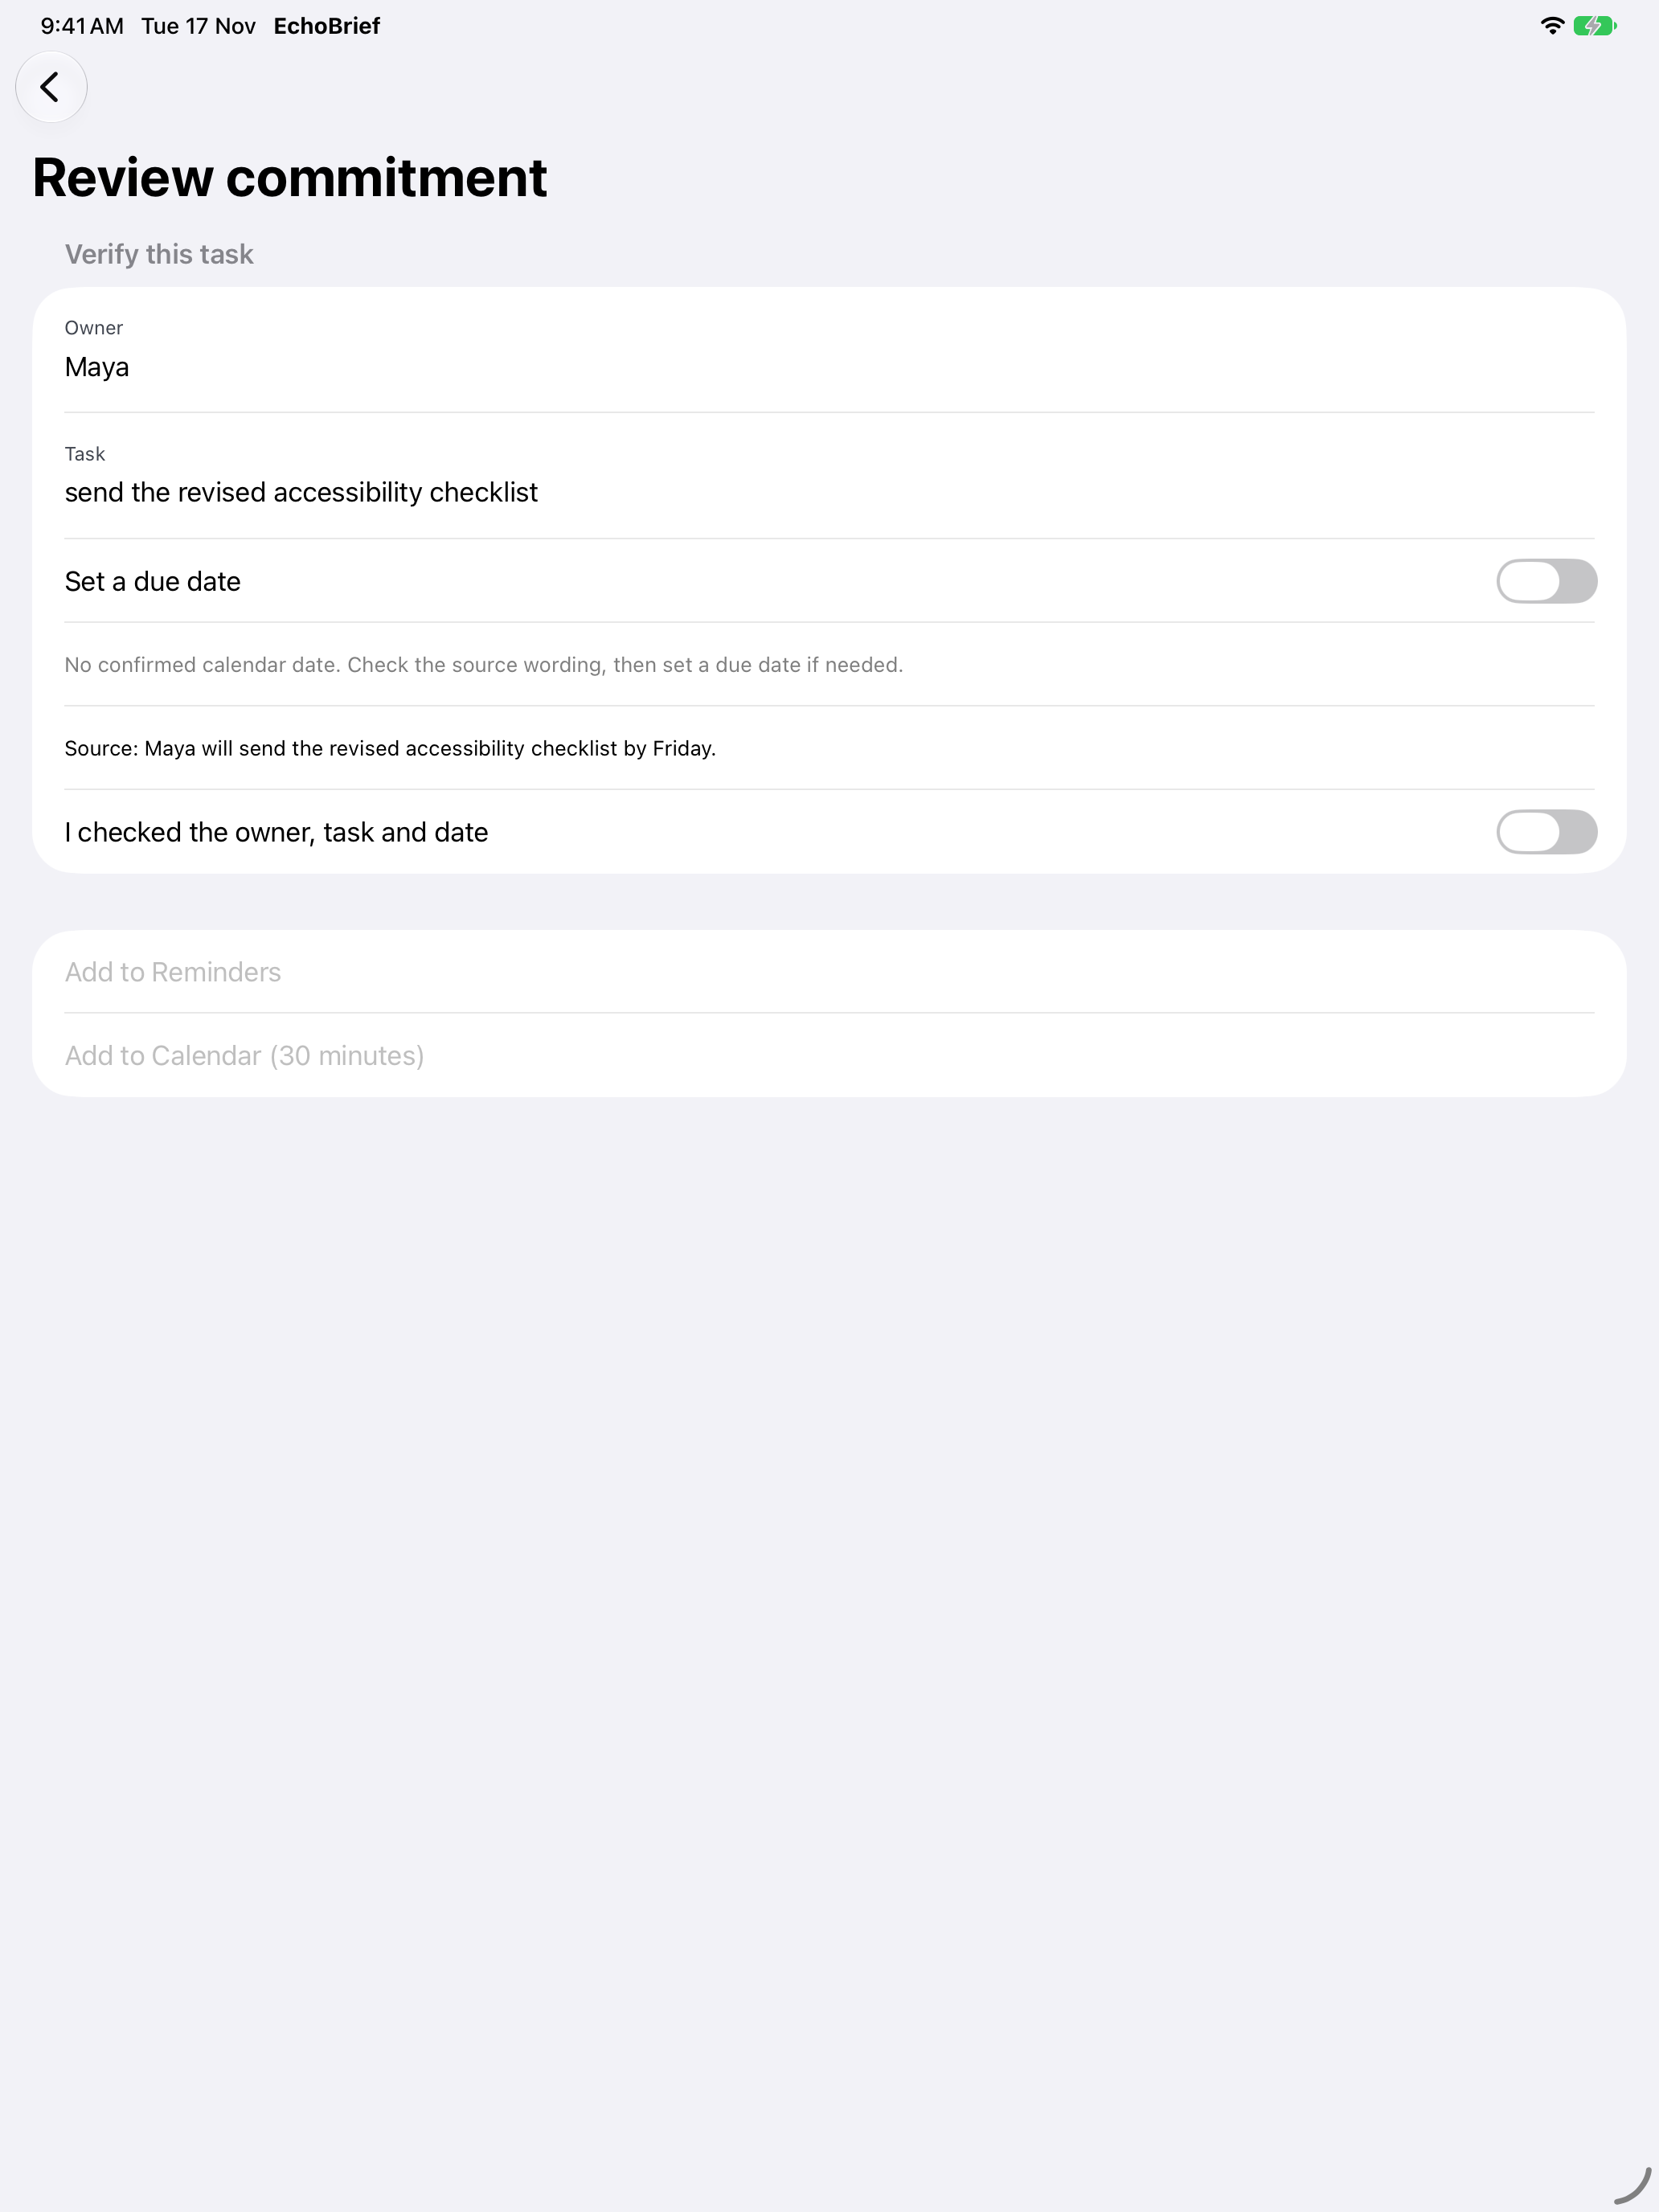 9:41 AM Tue 17 Nov EchoBrief
Review commitment
Verify this task
Owner
Maya
Task
send the revised accessibility checklist
Set a due date
No confirmed calendar date. Check the source wording, then set a due date if needed.
Source: Maya will send the revised accessibility checklist by Friday.
I checked the owner, task and date
Add to Reminders
Add to Calendar (30 minutes)